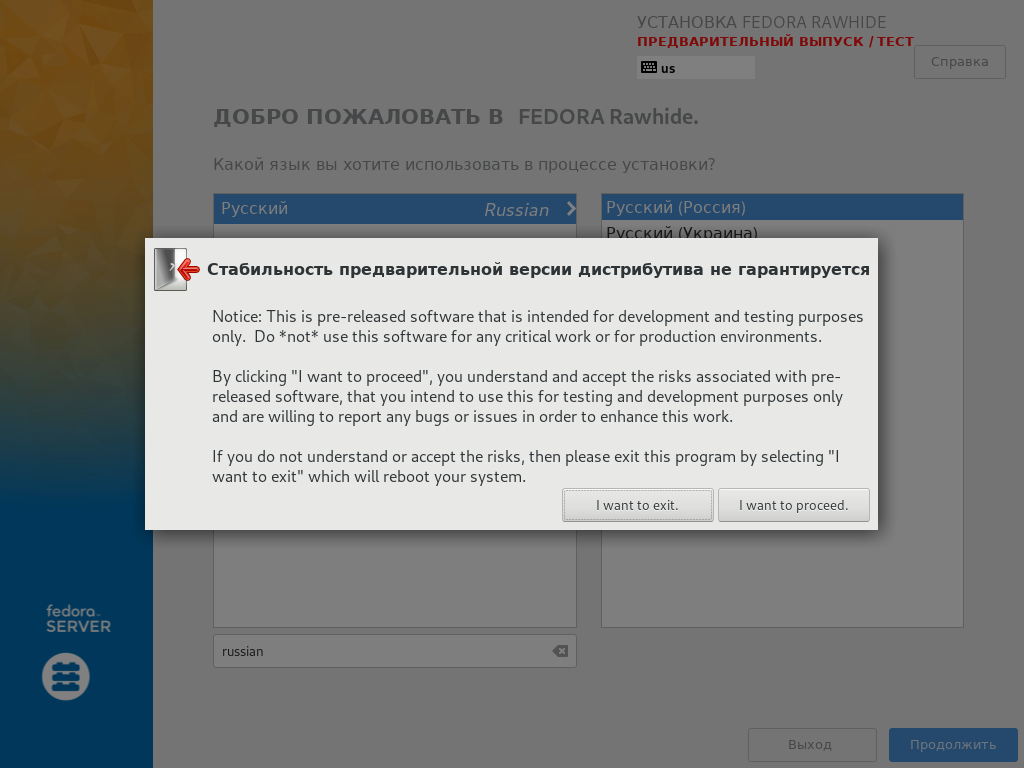 УСТАНОВКА FEDORA RAWHIDE
ПРЕДВАРИТЕЛЬНЫЙ ВЫПУСК / ТЕСТ
us
Справка
ДОБРО ПОЖАЛОВАТЬ В FEDORA Rawhide.
Какой язык вы хотите использовать в процессе установки?
Русский Russian
Русский (Россия)
Русский (Украина)
Стабильность предварительной версии дистрибутива не гарантируется
Notice: This is pre-released software that is intended for development and testing purposes
only.  Do *not* use this software for any critical work or for production environments.
By clicking "I want to proceed", you understand and accept the risks associated with pre-
released software, that you intend to use this for testing and development purposes only
and are willing to report any bugs or issues in order to enhance this work.
If you do not understand or accept the risks, then please exit this program by selecting "I
want to exit" which will reboot your system.
I want to exit.
I want to proceed.
fedora
SERVER
russian
Выход
Продолжить